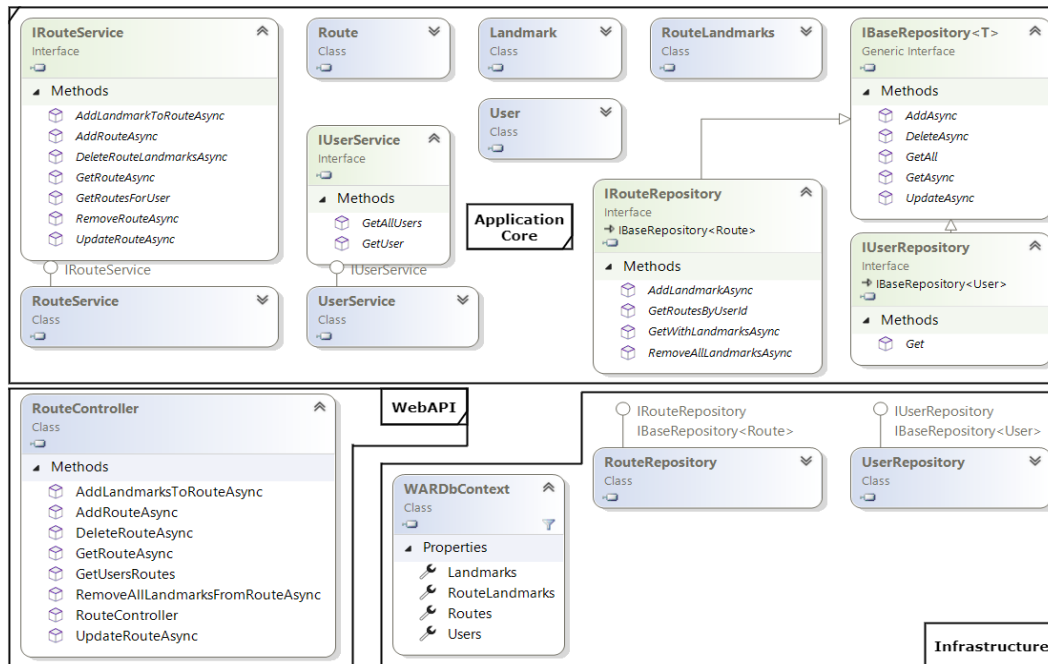 IRouteService
Interface
Methods
AddLandmarkToRouteAsync
AddRouteAsync
DeleteRouteLandmarksAsync
GetRouteAsync
GetRoutesForUser
RemoveRouteAsync
UpdateRouteAsync
IRouteService
RouteService
Class
Route
Class
IUserService
Interface
Methods
GetAllUsers
GetUser
IUserService
UserService
Class
Landmark
Class
User
Class
Application
Core
RouteLandmarks
Class
IRouteRepository
Interface
IBaseRepository<Route>
Methods
AddLandmarkAsync
GetRoutesByUserId
GetWithLandmarksAsync
RemoveAllLandmarksAsync
IBaseRepository<T>
Generic Interface
Methods
AddAsync
DeleteAsync
GetAll
GetAsync
UpdateAsync
IUserRepository
Interface
IBaseRepository<User>
Methods
Get
RouteController
Class
Methods
AddLandmarksToRouteAsync
AddRouteAsync
DeleteRouteAsync
GetRouteAsync
GetUsersRoutes
RemoveAllLandmarksFromRouteAsync
RouteController
UpdateRouteAsync
WebAPI
WARDbContext
Class
Properties
Landmarks
RouteLandmarks
Routes
Users
IRouteRepository
IBaseRepository<Route>
RouteRepository
Class
IUserRepository
IBaseRepository<User>
UserRepository
Class
Infrastructure